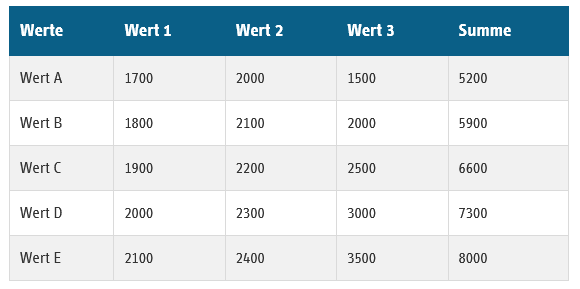 Werte Wert 1 Wert 2 Wert 3 Summe
Wert A 1700 2000 1500 5200
Wert B 1800 2100 2000 5900
Wert C 1900 2200 2500 6600
Wert D 2000 2300 3000 7300
Wert E 2100 2400 3500 8000